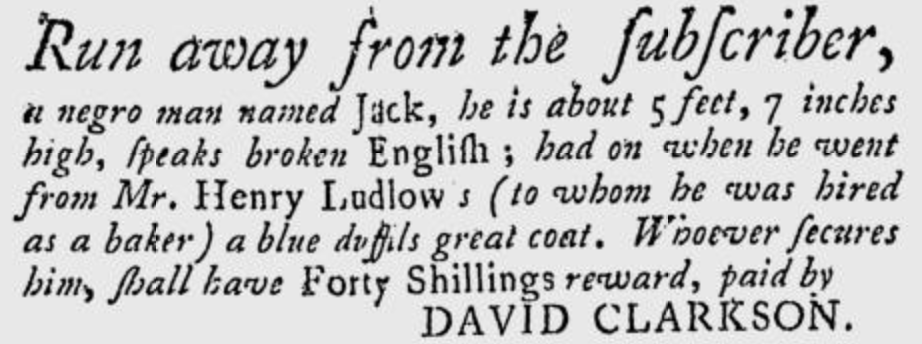 Run away from the ſubſcriber,
a negro man named Jack, he is about 5 feet, 7 inches
high, ſpeaks broken Engliſh ; had on when he went
from Mr. Henry Ludlow s (to whom he was hired
as a baker) a blue duffils great coat. Whoever ſecures
him, ſhall have Forty Shillings reward, paid by
DAVID CLARKSON.